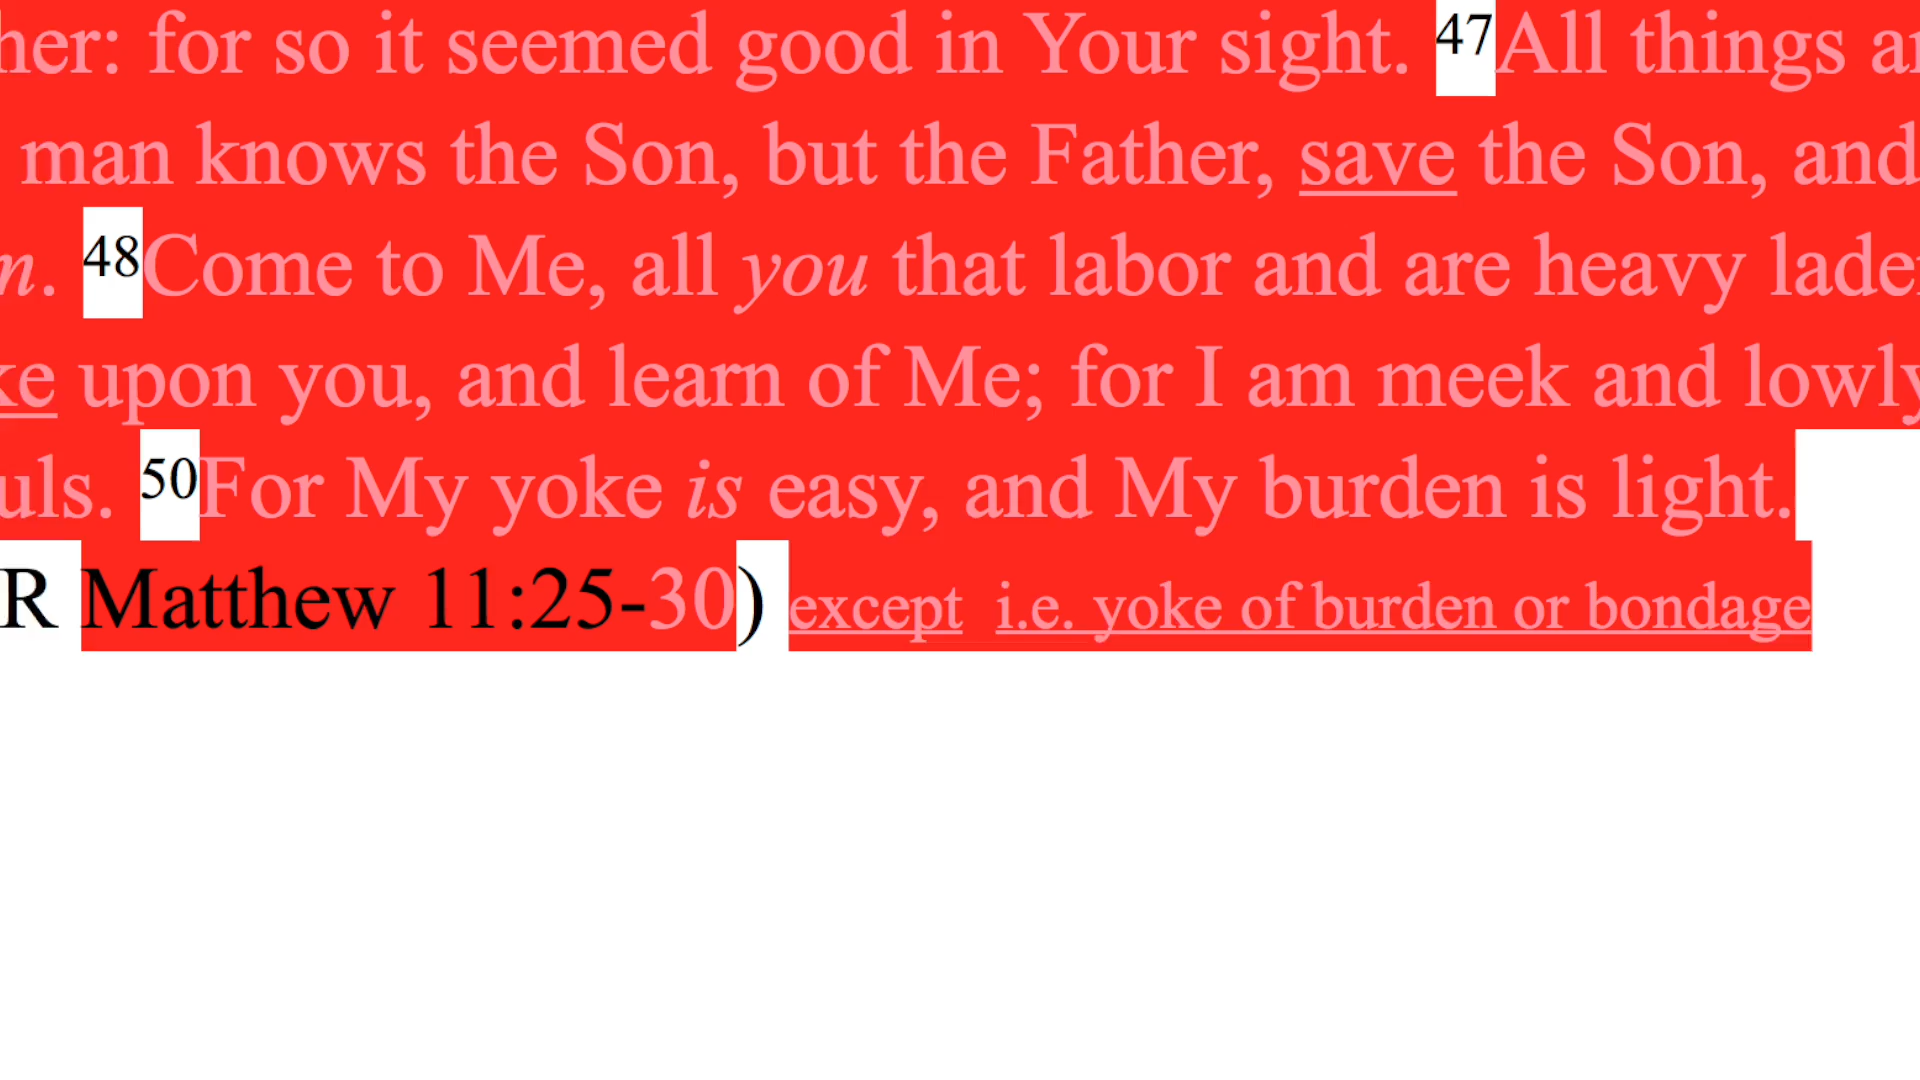 her: for so it seemed good in Your sight. 47All things ar
man knows the Son, but the Father, save the Son, and
n. 48Come to Me, all you that labor and are heavy lade
ke upon you, and learn of Me; for I am meek and lowly
uls. 50For My yoke is easy, and My burden is light.
R Matthew 11:25-30) except i.e. yoke of burden or bondage